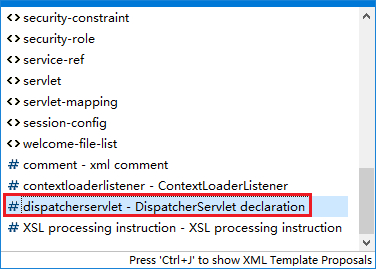 <> security-constraint
<> security-role
<> service-ref
<> servlet
<> servlet-mapping
<> session-config
<> welcome-file-list
# comment - xml comment
# contextloaderlistener - ContextLoaderListener
# dispatcherservlet - DispatcherServlet declaration
# XSL processing instruction - XSL processing instruction
Press 'Ctrl+J' to show XML Template Proposals